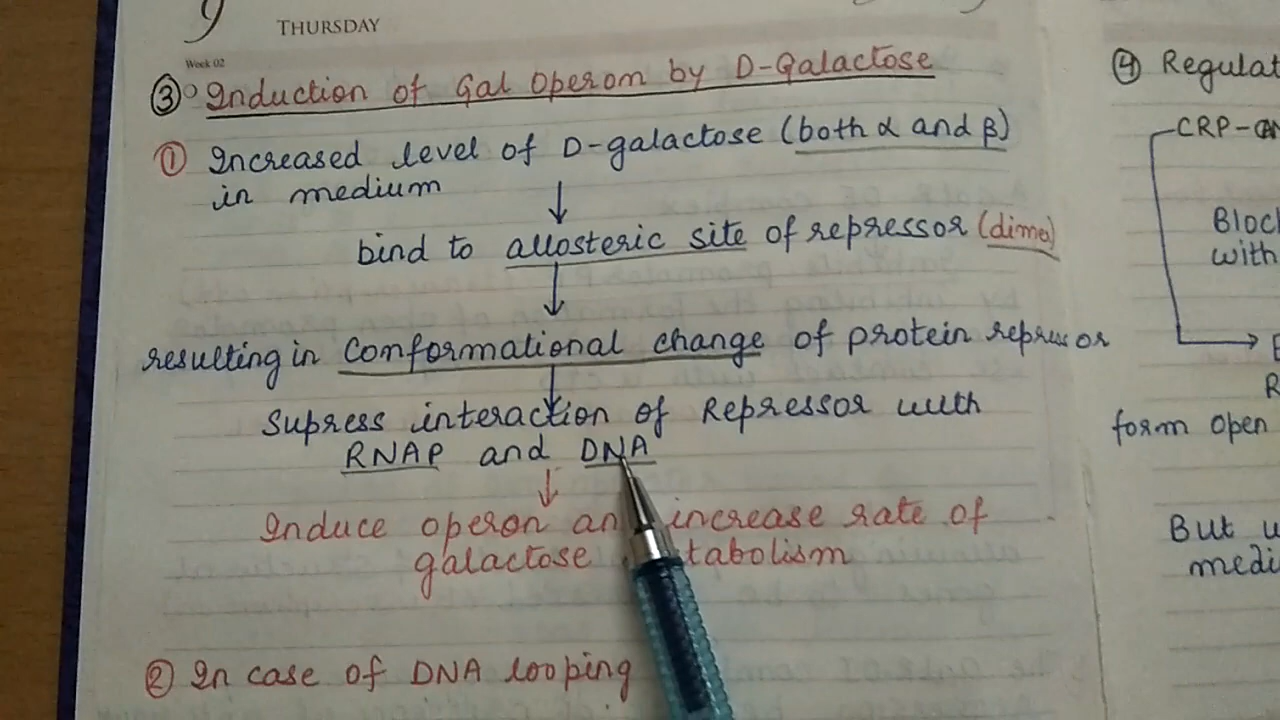 9 THURSDAY
Week 02
③ Induction of Gal Operom by D-Galactose
① Increased level of D-galactose (both α and β)
in medium
↓
bind to allosteric site of repressor (dimer)
↓
resulting in Conformational change of protein repressor
↓
Supress interaction of Repressor with
RNAP and DNA
↓
Induce operon an increase rate of
galactose tabolism
② In case of DNA looping
④ Regulat
CRP-
Bloc
with
form open
But u
medi